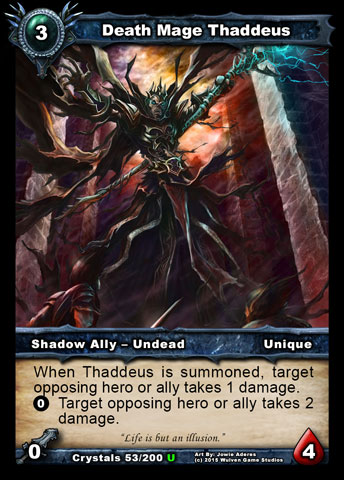 3
Death Mage Thaddeus
Shadow Ally – Undead Unique
When Thaddeus is summoned, target
opposing hero or ally takes 1 damage.
0 Target opposing hero or ally takes 2
damage.
"Life is but an illusion.
0
Crystals 53/200 U
Art By: Jowie Aderes
(c) 2015 Wulven Game Studios
4